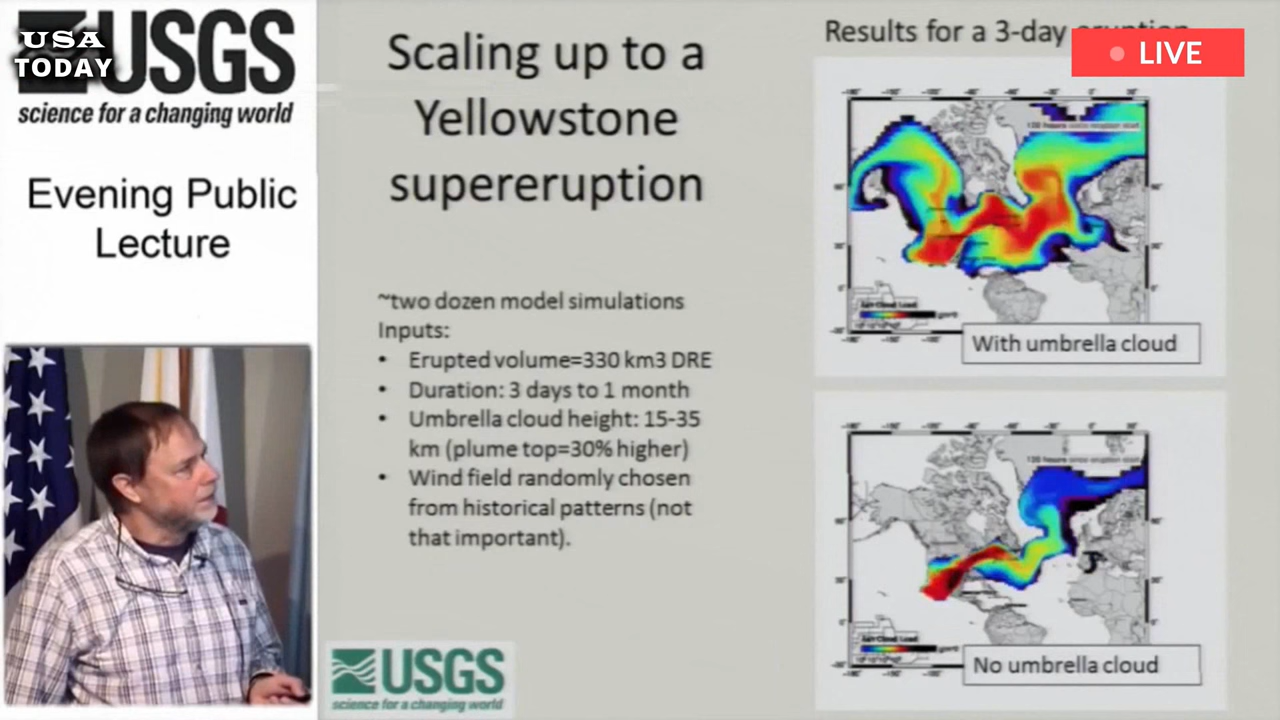 USA
TODAY
USGS
science for a changing world
Evening Public
Lecture
Scaling up to a
Yellowstone
supereruption
~two dozen model simulations
Inputs:
• Erupted volume=330 km3 DRE
• Duration: 3 days to 1 month
• Umbrella cloud height: 15-35
km (plume top=30% higher)
• Wind field randomly chosen
from historical patterns (not
that important).
USGS
science for a changing world
Results for a 3-day eruption
LIVE
With umbrella cloud
No umbrella cloud